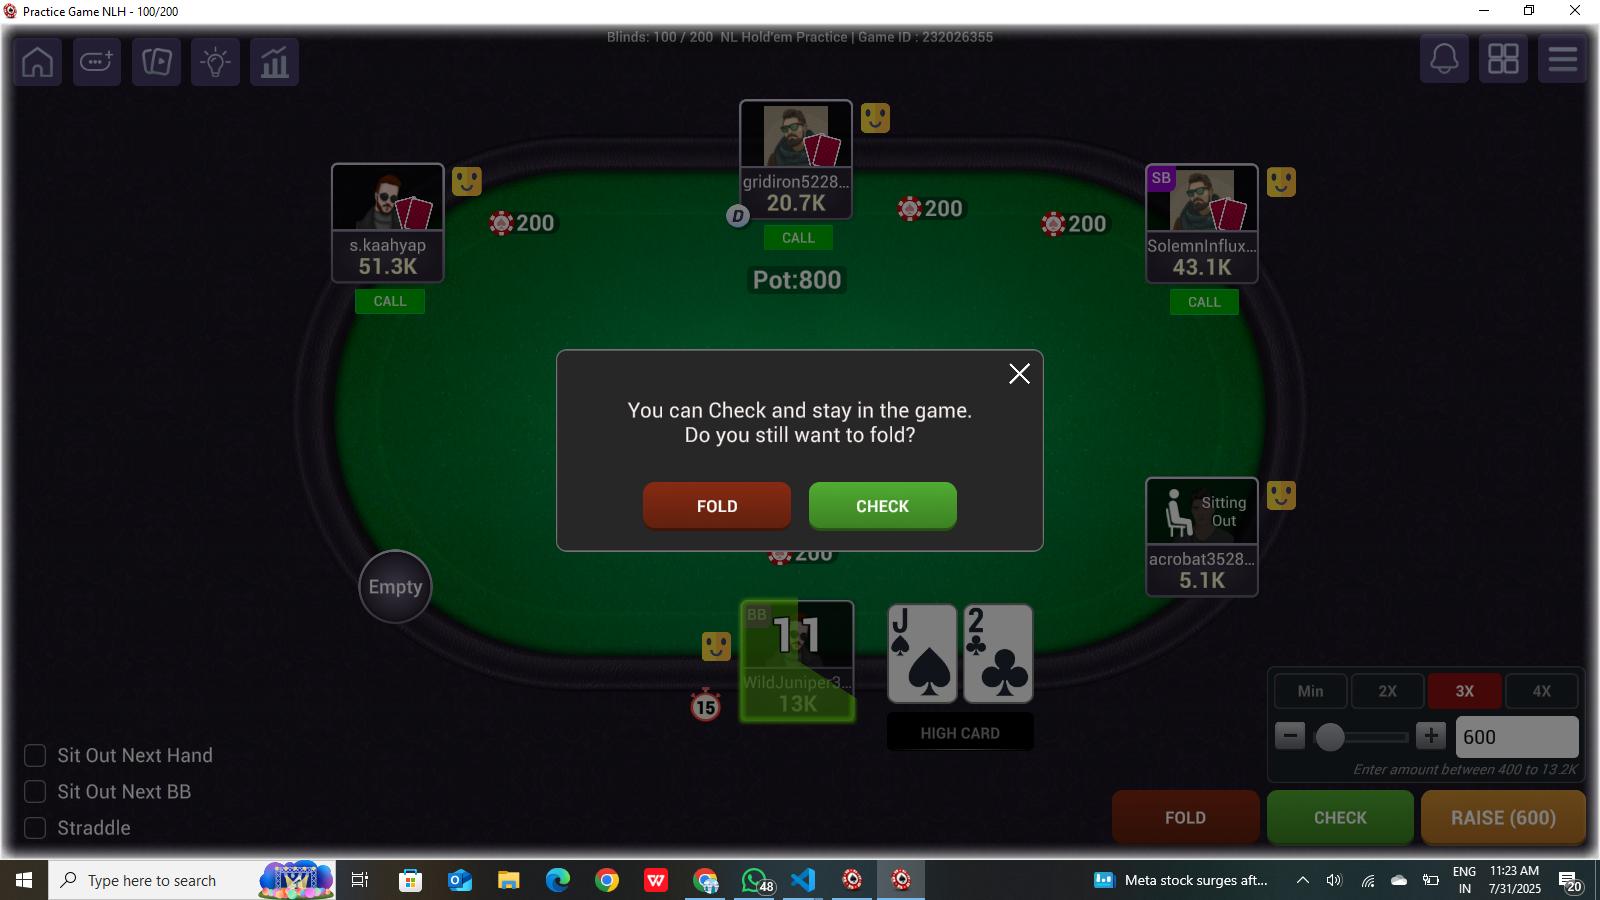 Practice Game NLH - 100/200
Blinds: 100 / 200 NL Hold'em Practice | Game ID : 232026355
gridiron5228...
20.7K
D
CALL
s.kaahyap
51.3K
CALL
200
200
200
SB
SolemnInflux...
43.1K
CALL
Pot:800
You can Check and stay in the game.
Do you still want to fold?
FOLD
CHECK
200
Sitting
Out
acrobat3528...
5.1K
Empty
BB
11
WildJuniper3...
13K
15
J
2
HIGH CARD
Min
2X
3X
4X
600
Enter amount between 400 to 13.2K
Sit Out Next Hand
Sit Out Next BB
Straddle
FOLD
CHECK
RAISE (600)
Type here to search
48
Meta stock surges aft...
ENG
IN
11:23 AM
7/31/2025
20